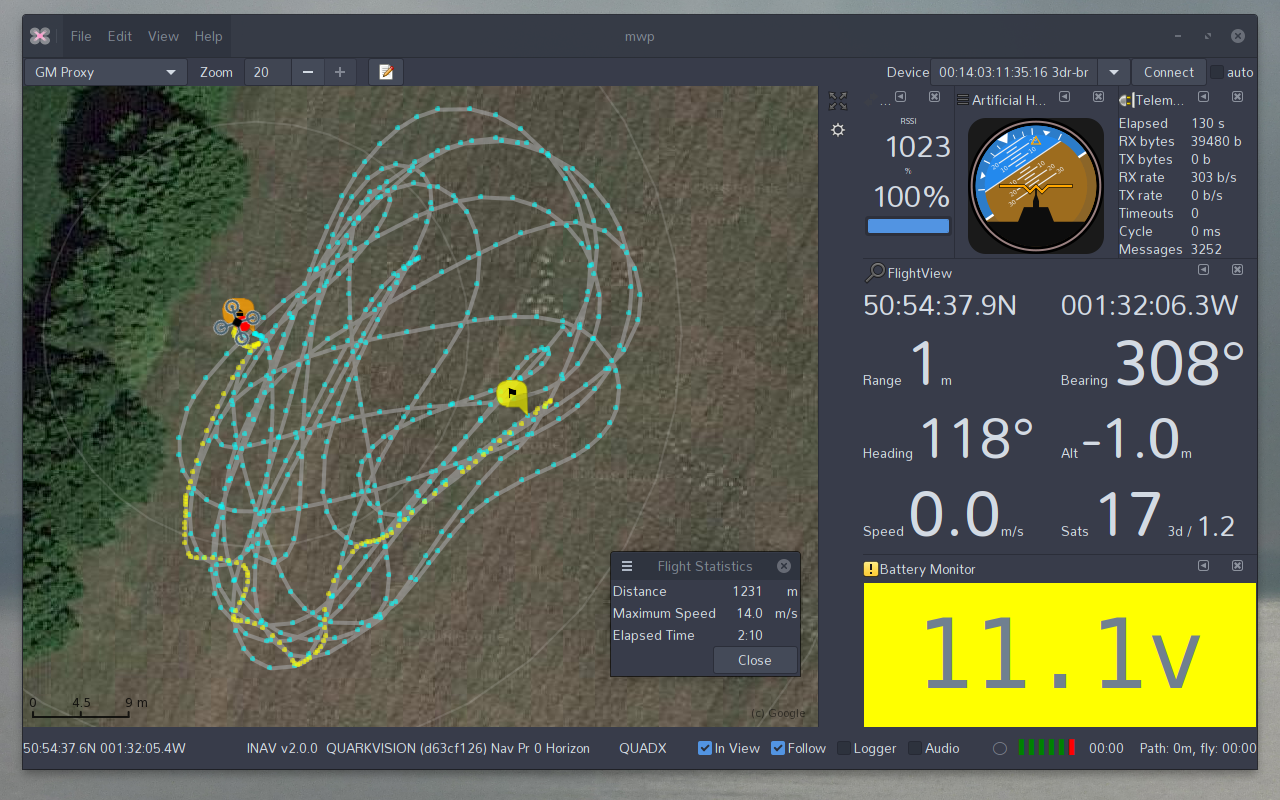 File Edit View Help
mwp
GM Proxy Zoom 20
Device 00:14:03:11:35:16 3dr-br Connect auto
...
RSSI
1023
%
100%
Artificial H...
Telem...
Elapsed 130 s
RX bytes 39480 b
TX bytes 0 b
RX rate 303 b/s
TX rate 0 b/s
Timeouts 0
Cycle 0 ms
Messages 3252
FlightView
50:54:37.9N 001:32:06.3W
Range 1 m Bearing 308°
Heading 118° Alt -1.0 m
Speed 0.0 m/s Sats 17 3d / 1.2
Battery Monitor
11.1v
Flight Statistics
Distance 1231 m
Maximum Speed 14.0 m/s
Elapsed Time 2:10
Close
0 4.5 9 m
(c) Google
50:54:37.6N 001:32:05.4W INAV v2.0.0 QUARKVISION (d63cf126) Nav Pr 0 Horizon QUADX In View Follow Logger Audio 00:00 Path: 0m, fly: 00:00